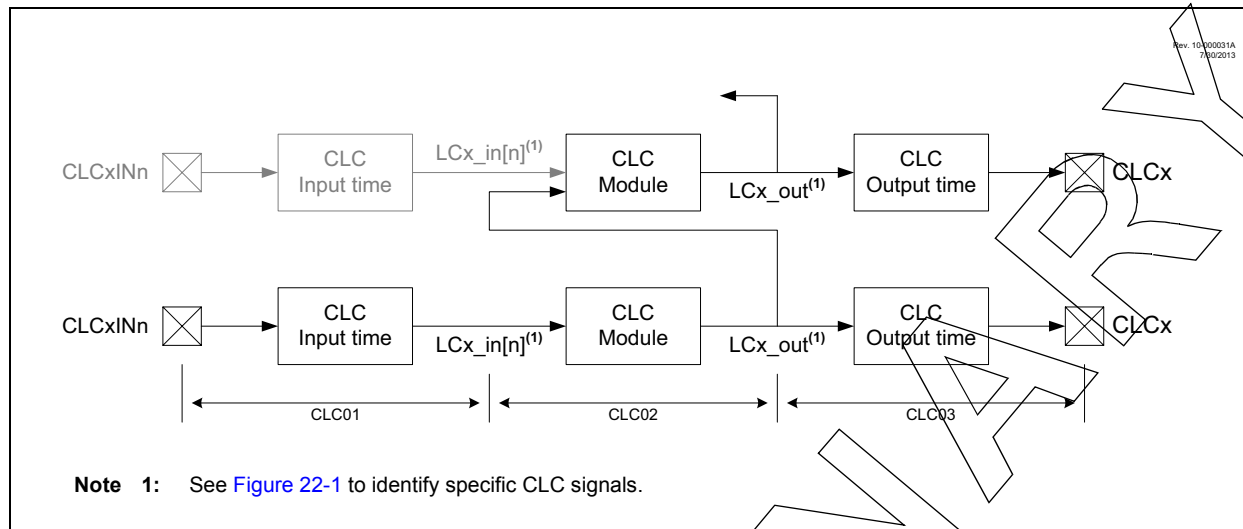 Rev. 10-000031A
7/30/2013
CLCxINn
CLC
Input time
LCx_in[n](1)
CLC
Module
LCx_out(1)
CLC
Output time
CLCx
CLCxINn
CLC
Input time
LCx_in[n](1)
CLC
Module
LCx_out(1)
CLC
Output time
CLCx
CLC01
CLC02
CLC03
Note 1: See Figure 22-1 to identify specific CLC signals.
ARY